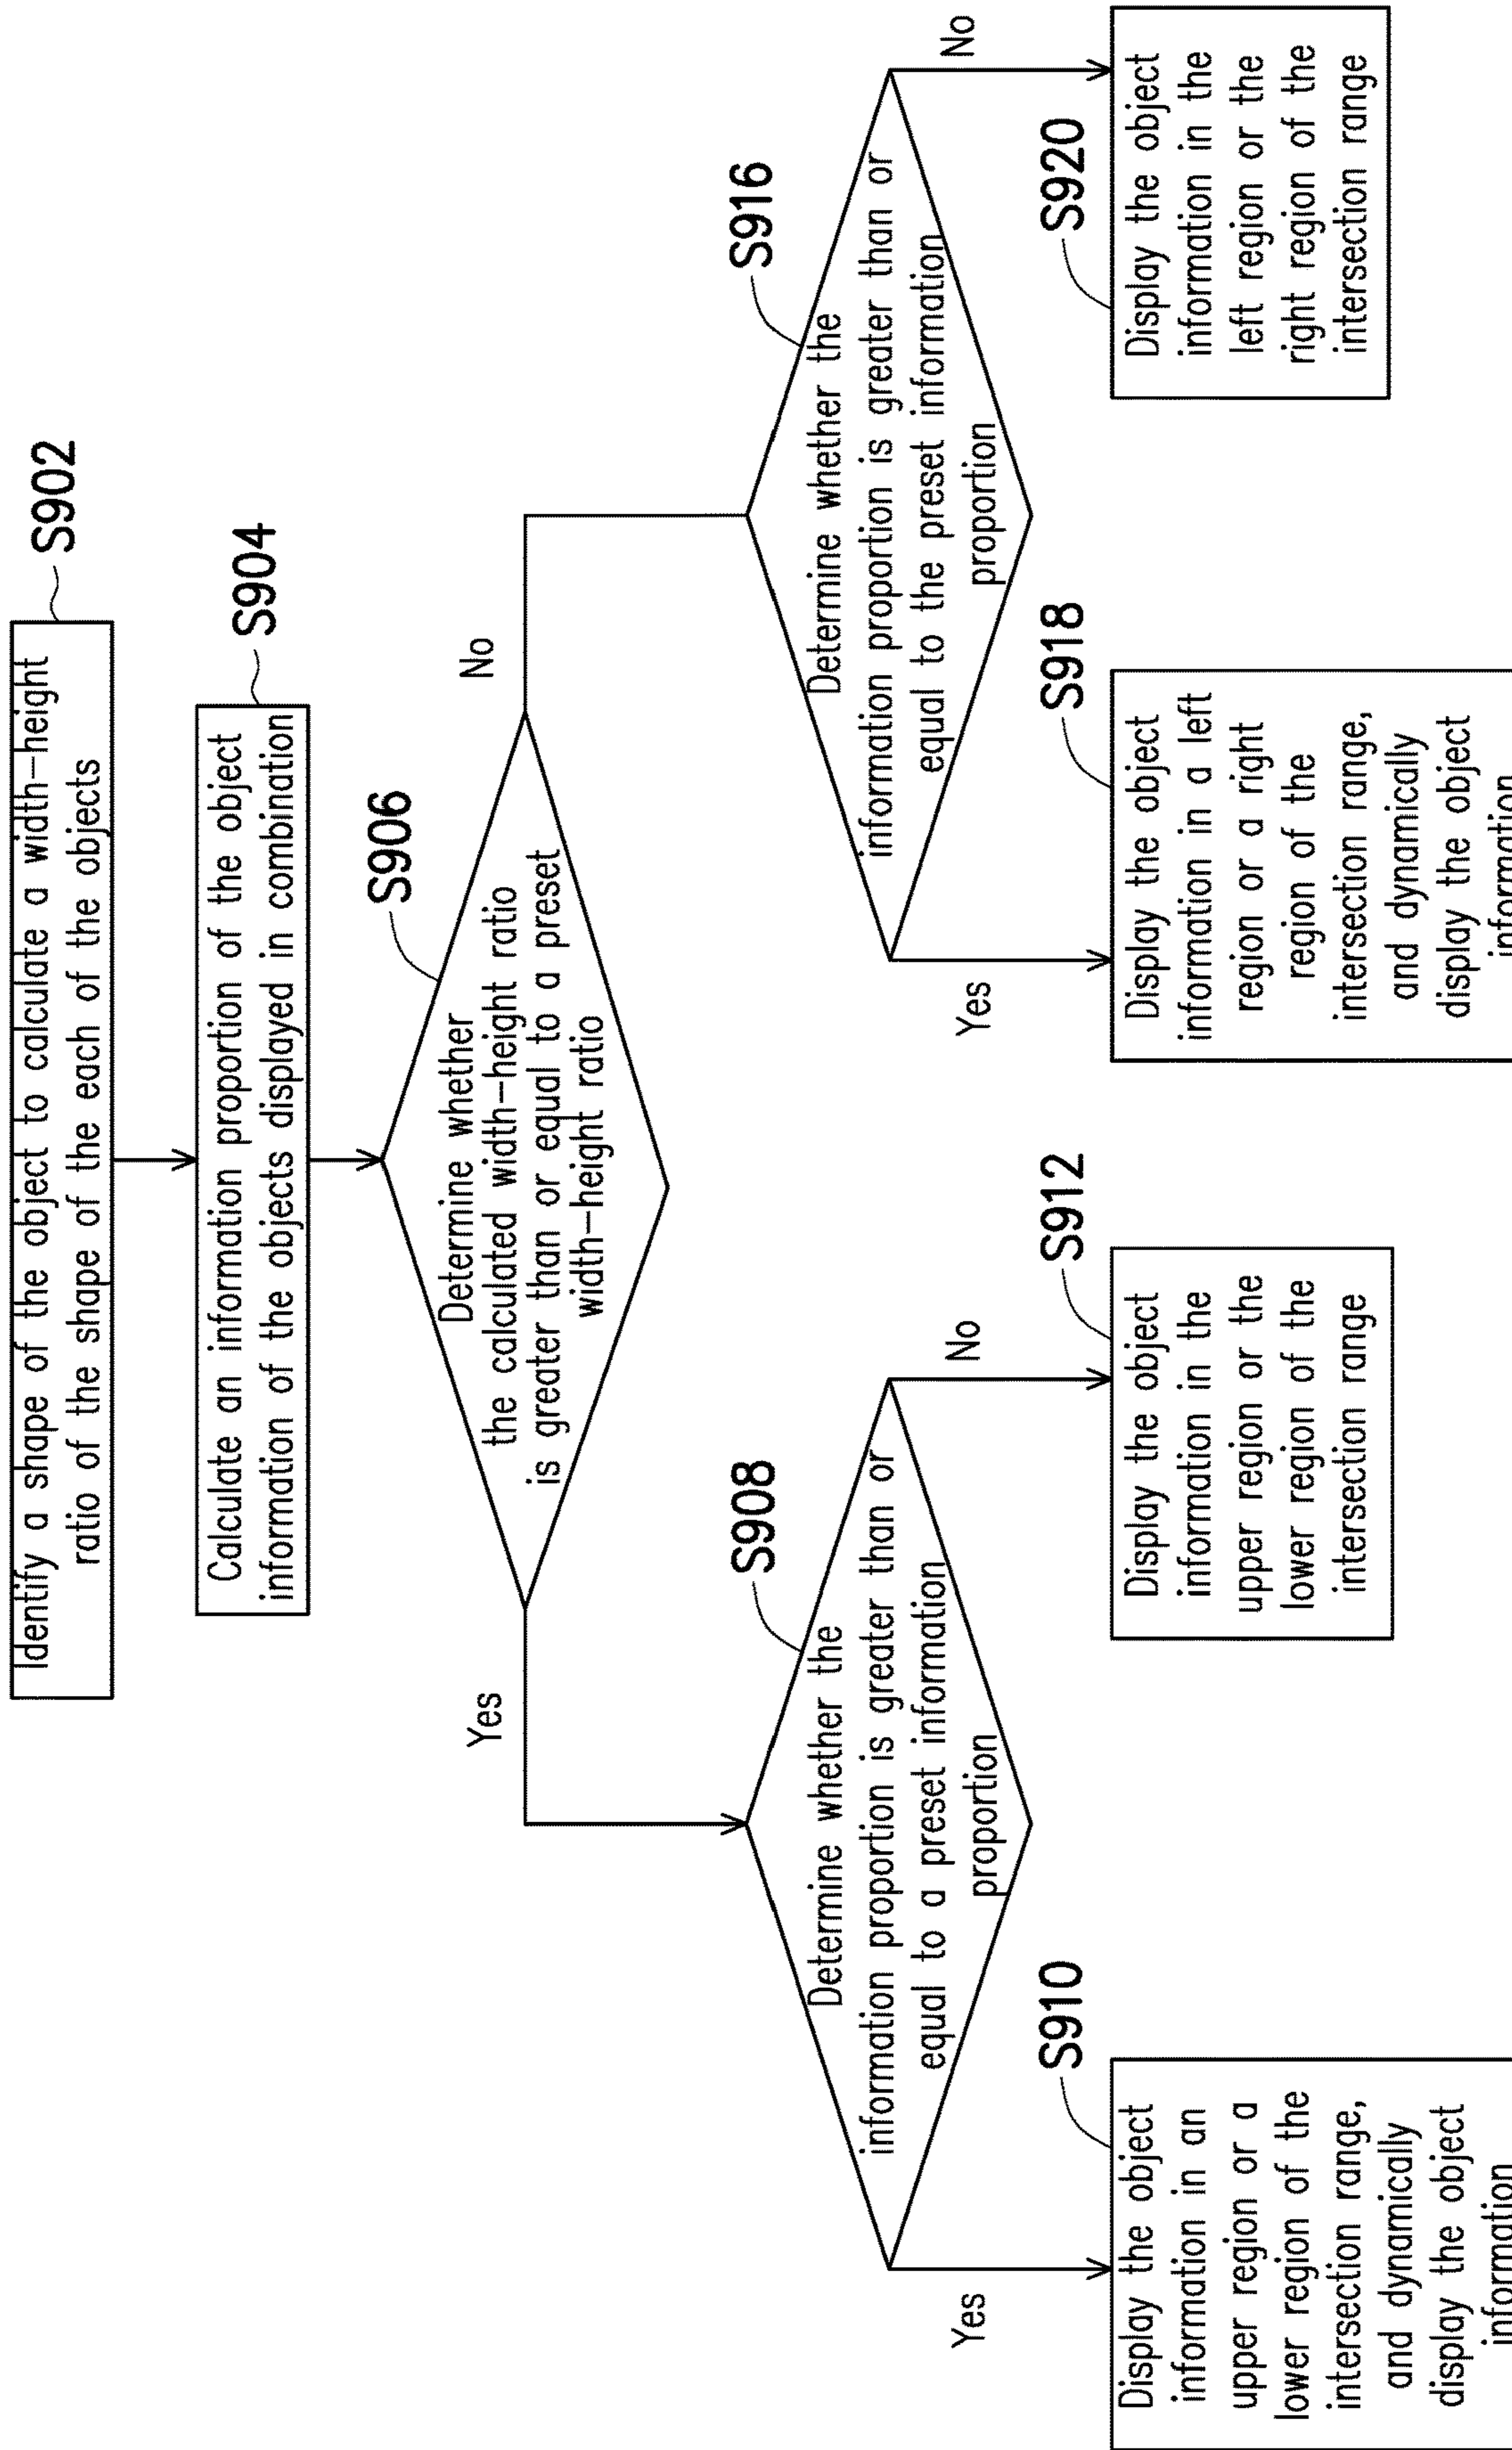 Identify a shape of the object to calculate a width-height
ratio of the shape of the each of the objects
S902
Calculate an information proportion of the object
information of the objects displayed in combination
S904
Determine whether
the calculated width-height ratio
is greater than or equal to a preset
width-height ratio
S906
Yes
No
Determine whether the
information proportion is greater than or
equal to a preset information
proportion
S908
Determine whether the
information proportion is greater than or
equal to the preset information
proportion
S916
Yes
No
Yes
No
Display the object
information in an
upper region or a
lower region of the
intersection range,
and dynamically
display the object
information
S910
Display the object
information in the
upper region or the
lower region of the
intersection range
S912
Display the object
information in a left
region or a right
region of the
intersection range,
and dynamically
display the object
information
S918
Display the object
information in the
left region or the
right region of the
intersection range
S920